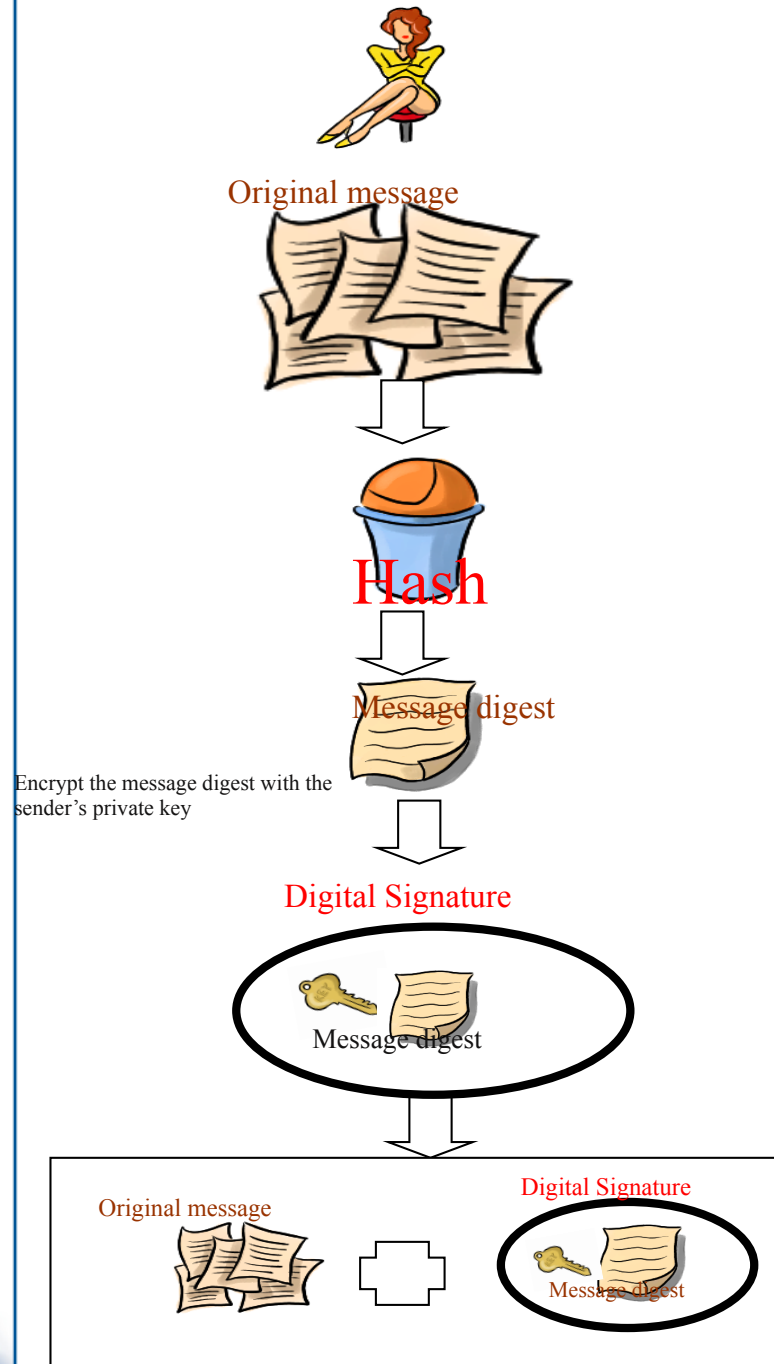 Original message
Hash
Message digest
Encrypt the message digest with the
sender’s private key
Digital Signature
Message digest
Digital Signature
Original message
Message digest